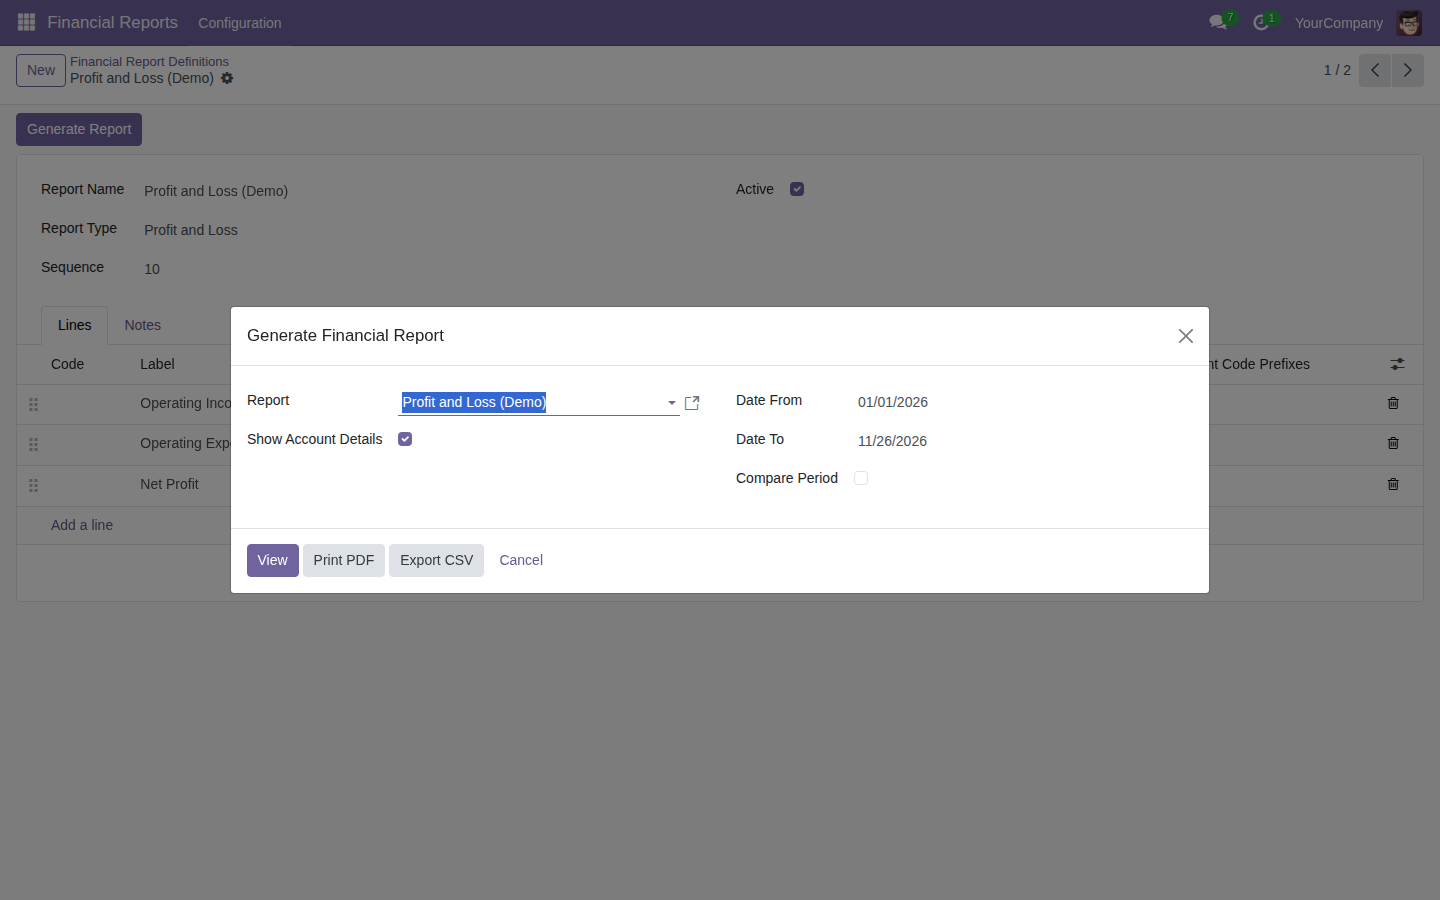 Financial Reports Configuration 7 1 YourCompany
New Financial Report Definitions
Profit and Loss (Demo)
1 / 2
Generate Report
Report Name Profit and Loss (Demo) Active
Report Type Profit and Loss
Sequence 10
Lines Notes
Code Label Code Prefixes
Operating
Operating
Net Profit
Add a line
Generate Financial Report
Report Profit and Loss (Demo) Date From 01/01/2026
Show Account Details Date To 11/26/2026
Compare Period
View Print PDF Export CSV Cancel